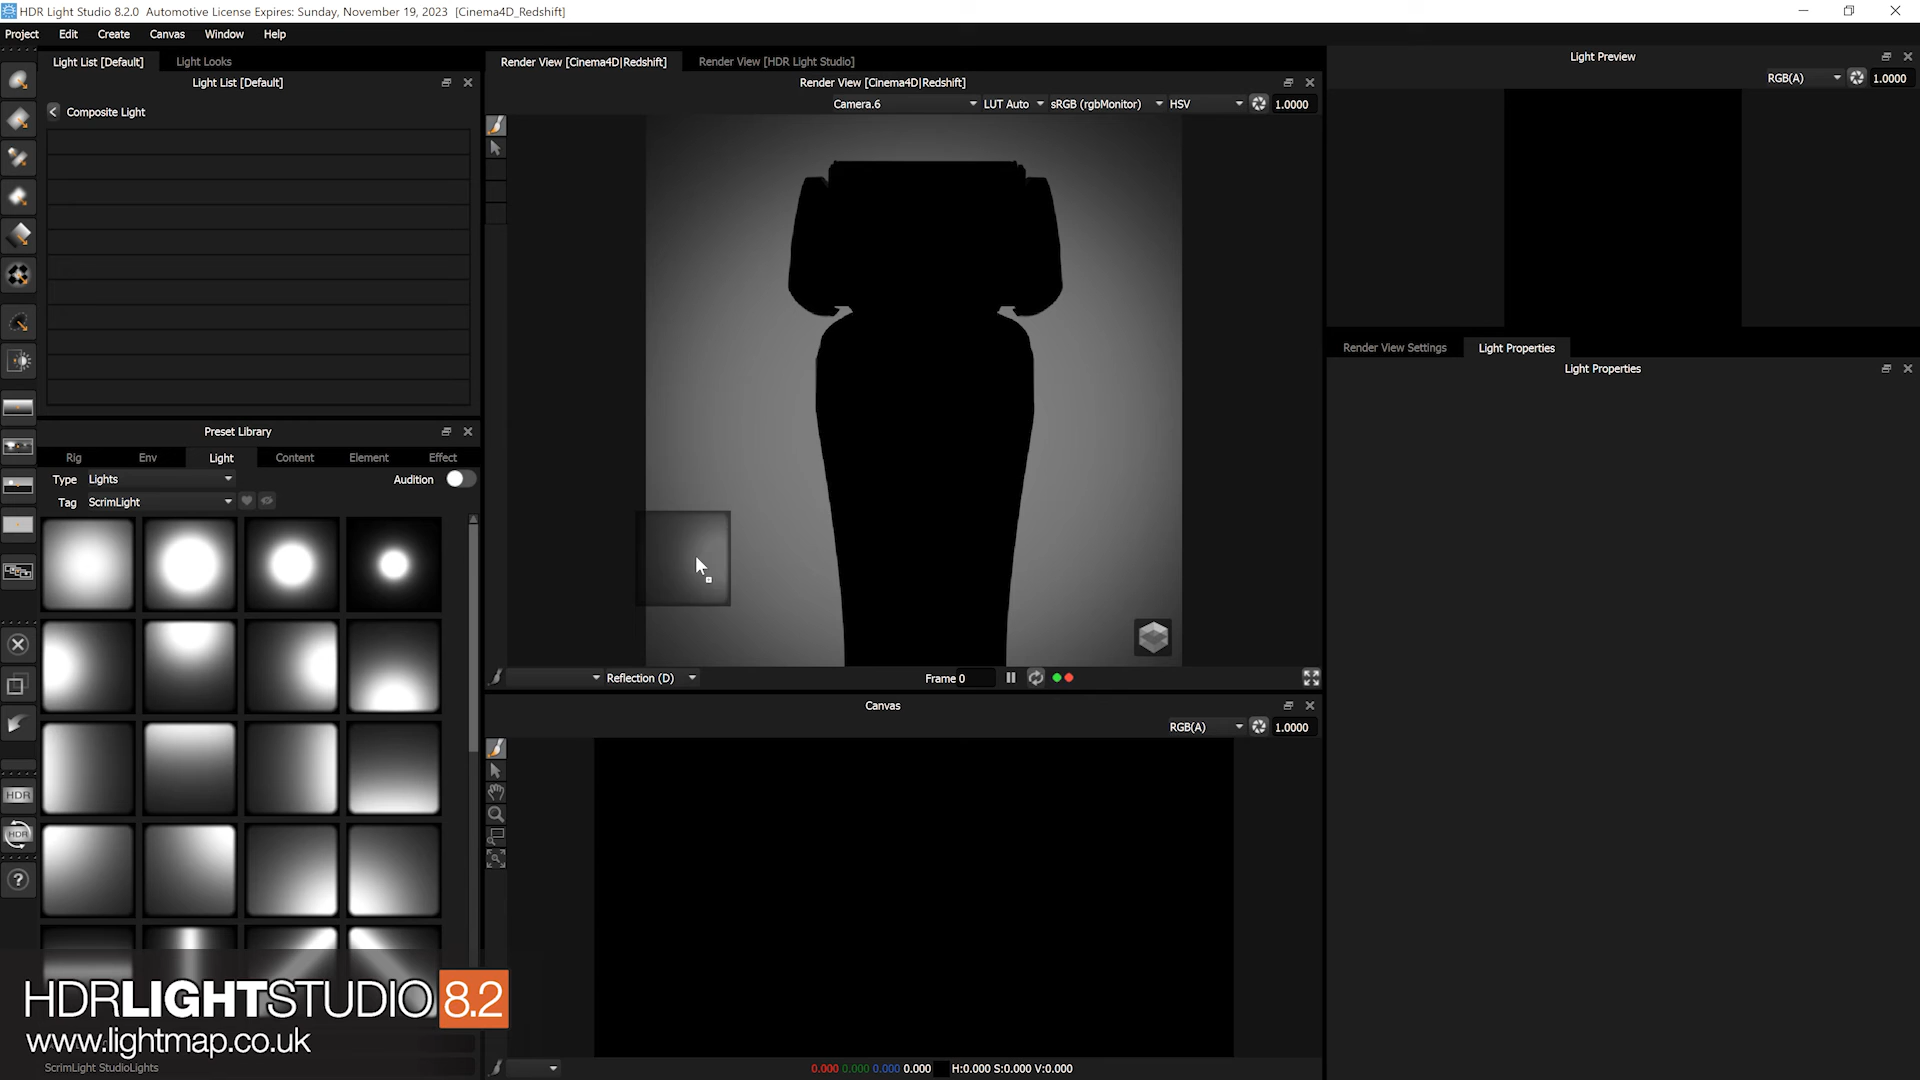 HDR Light Studio 8.2.0 Automotive License Expires: Sunday, November 19, 2023 [Cinema4D_Redshift]
Project Edit Create Canvas Window Help
Light List [Default] Light Looks
Light List [Default]
Composite Light
Preset Library
Rig Env Light Content Element Effect
Type Lights Audition
Tag ScrimLight
HDR
HDR
?
HDRLIGHTSTUDIO 8.2
www.lightmap.co.uk
ScrimLight StudioLights
Render View [Cinema4D|Redshift] Render View [HDR Light Studio]
Render View [Cinema4D|Redshift]
Camera.6 LUT Auto sRGB (rgbMonitor) HSV 1.0000
Reflection (D) Frame 0
Canvas
RGB(A) 1.0000
0.000 0.000 0.000 0.000 H:0.000 S:0.000 V:0.000
Light Preview
RGB(A) 1.0000
Render View Settings Light Properties
Light Properties